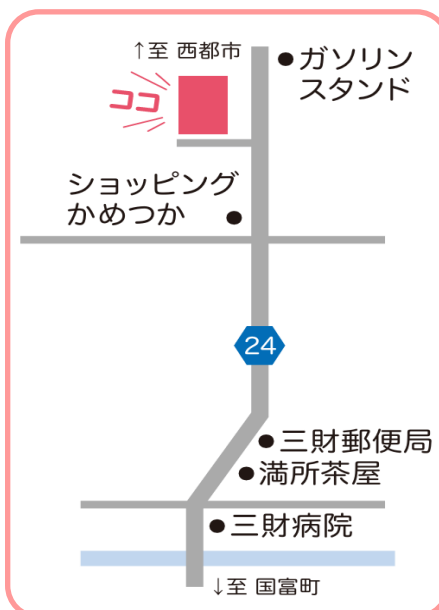 ↑至 西都市
ガソリン
スタンド
ココ
ショッピング
かめつか
24
三財郵便局
満所茶屋
三財病院
↓至 国富町